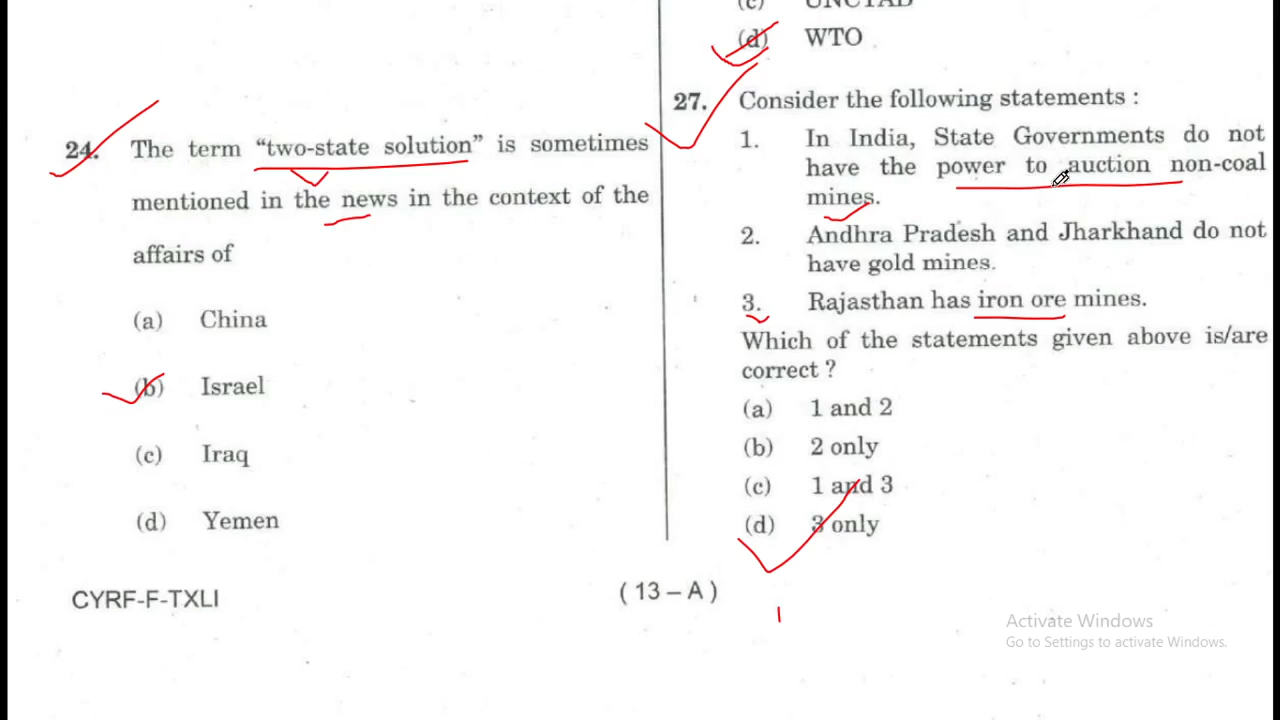 24. The term “two-state solution” is sometimes
mentioned in the news in the context of the
affairs of
(a) China
(b) Israel
(c) Iraq
(d) Yemen
(c) UNCTAD
(d) WTO
27. Consider the following statements :
1. In India, State Governments do not
have the power to auction non-coal
mines.
2. Andhra Pradesh and Jharkhand do not
have gold mines.
3. Rajasthan has iron ore mines.
Which of the statements given above is/are
correct ?
(a) 1 and 2
(b) 2 only
(c) 1 and 3
(d) 3 only
CYRF-F-TXLI
( 13 – A )
Activate Windows
Go to Settings to activate Windows.